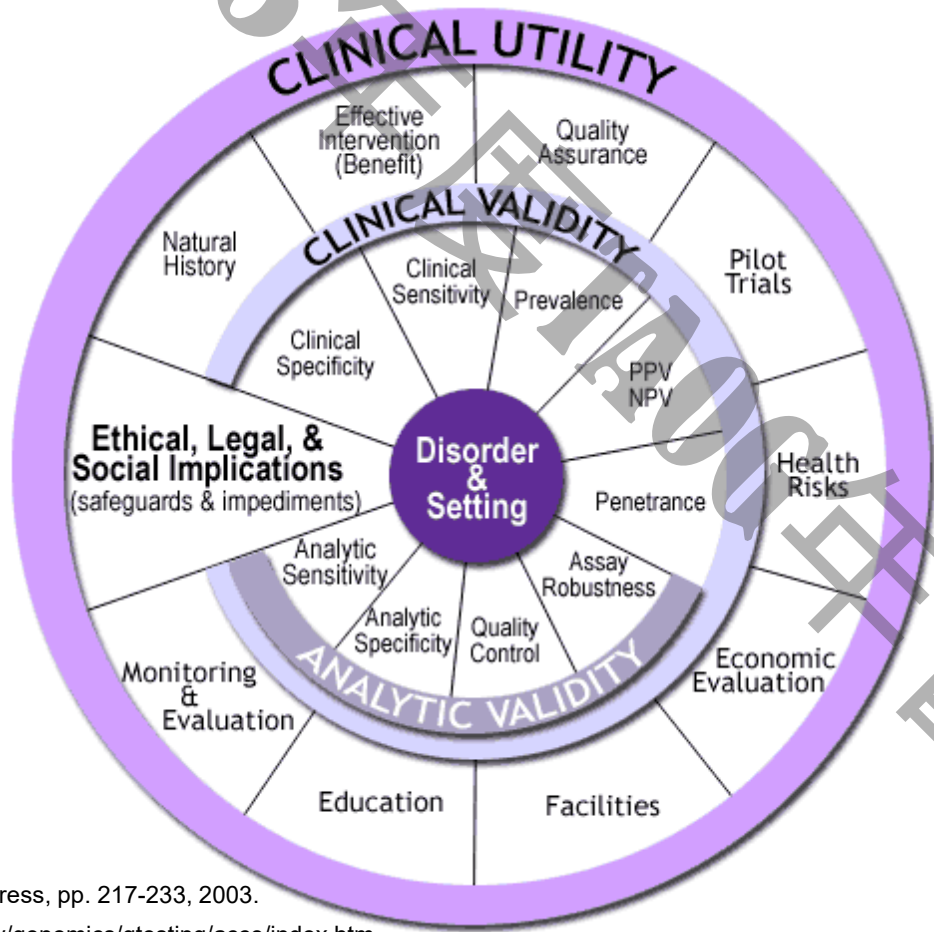 CLINICAL UTILITY
Effective
Intervention
(Benefit)
Quality
Assurance
Pilot
Trials
Health
Risks
Economic
Evaluation
Facilities
Education
Monitoring
&
Evaluation
Ethical, Legal, &
Social Implications
(safeguards & impediments)
Natural
History
CLINICAL VALIDITY
Clinical
Specificity
Clinical
Sensitivity
Prevalence
PPV
NPV
Penetrance
Disorder
&
Setting
Analytic
Sensitivity
Analytic
Specificity
Quality
Control
Assay
Robustness
ANALYTIC VALIDITY
ress, pp. 217-233, 2003.